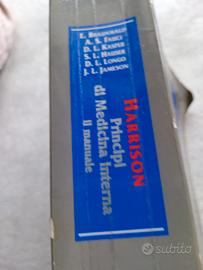 E. BRAUNWALD
A. S. FAUCI
D. L. KASPER
S. L. HAUSER
D. L. LONGO
J. L. JAMESON
HARRISON
Principi
di Medicina Interna
il manuale
subito